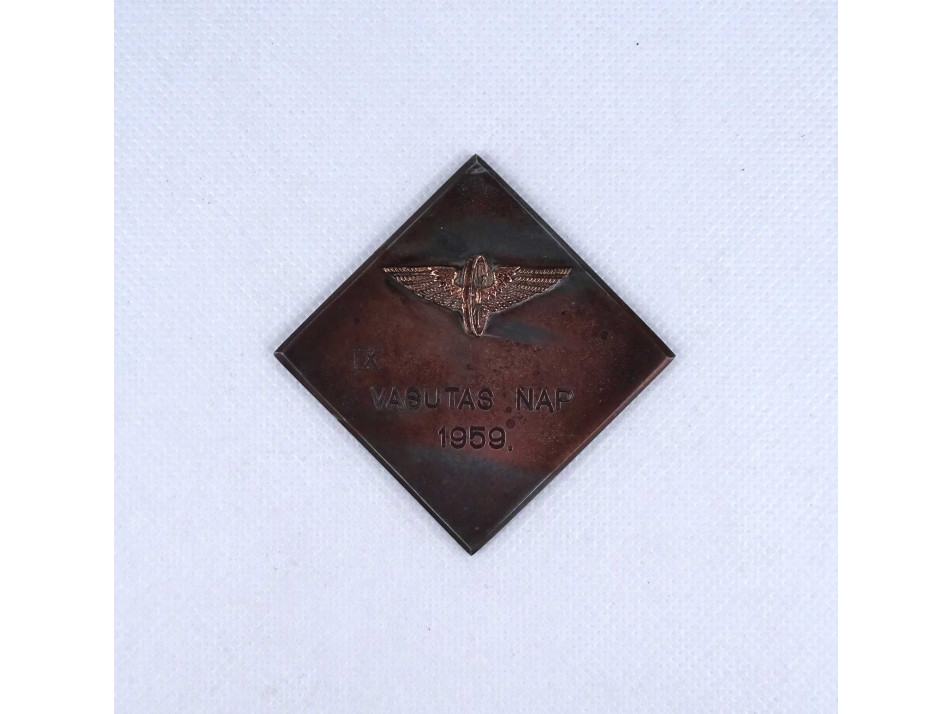 IX
VASUTAS NAP
1959.